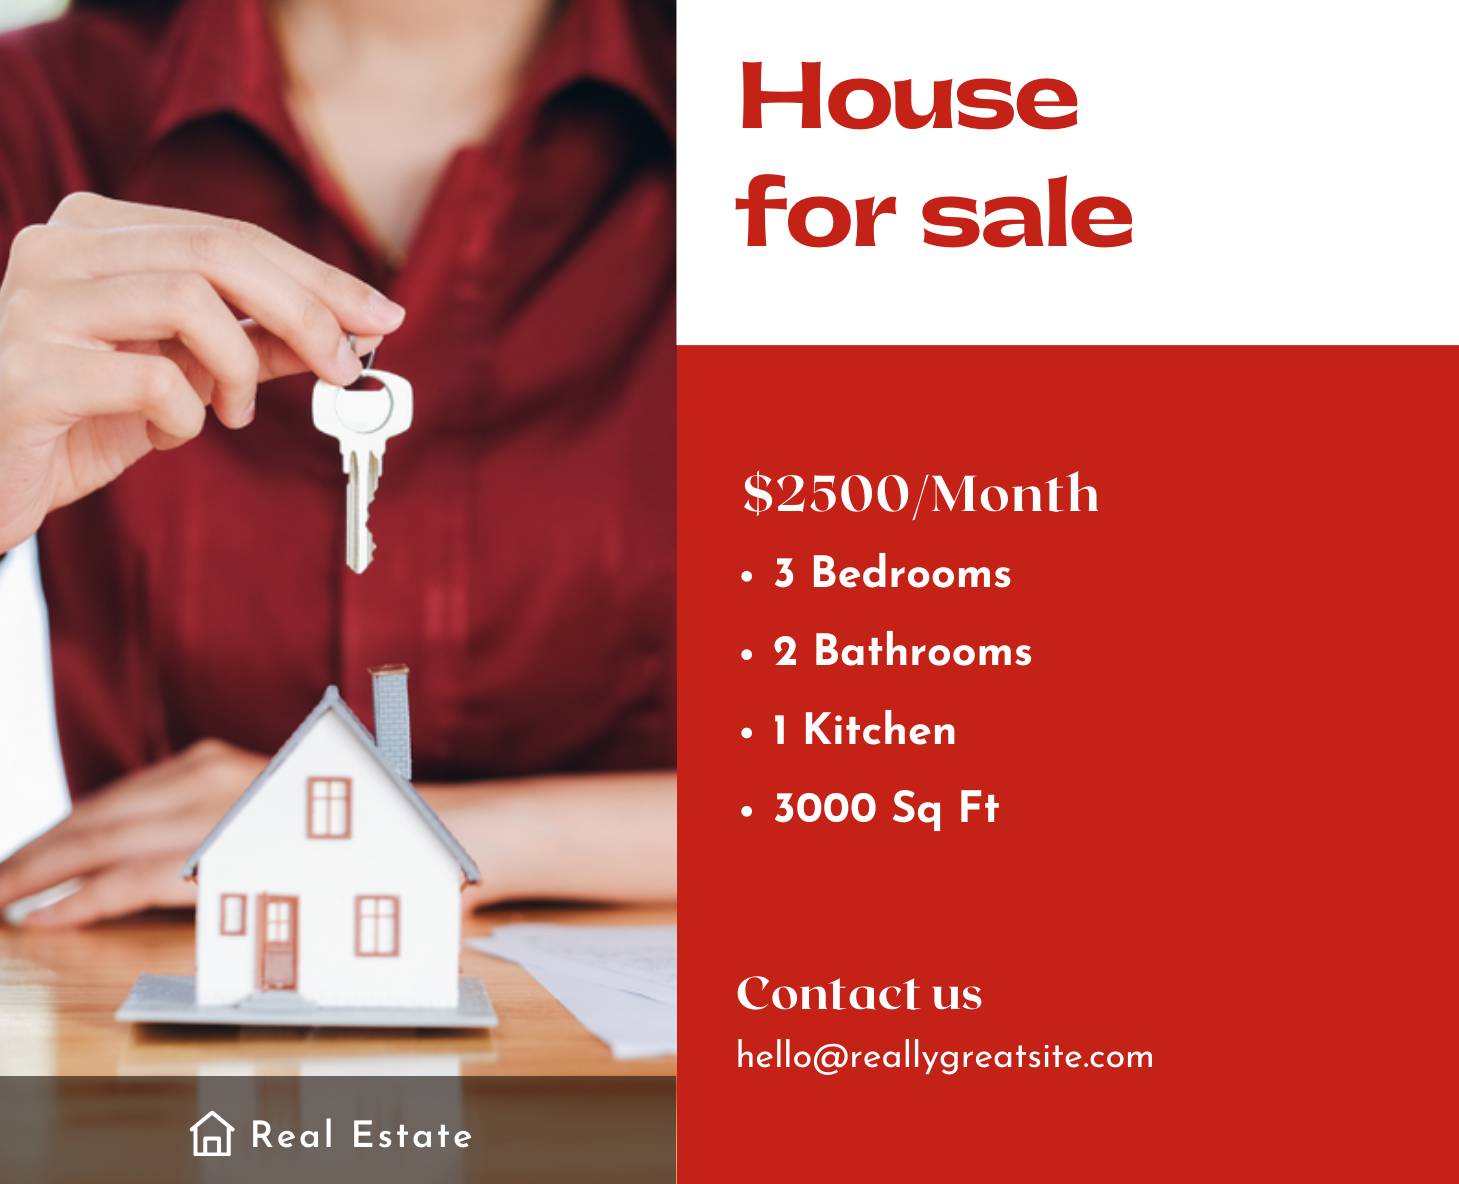 House
for sale
$2500/Month
• 3 Bedrooms
• 2 Bathrooms
• 1 Kitchen
• 3000 Sq Ft
Contact us
hello@reallygreatsite.com
Real Estate